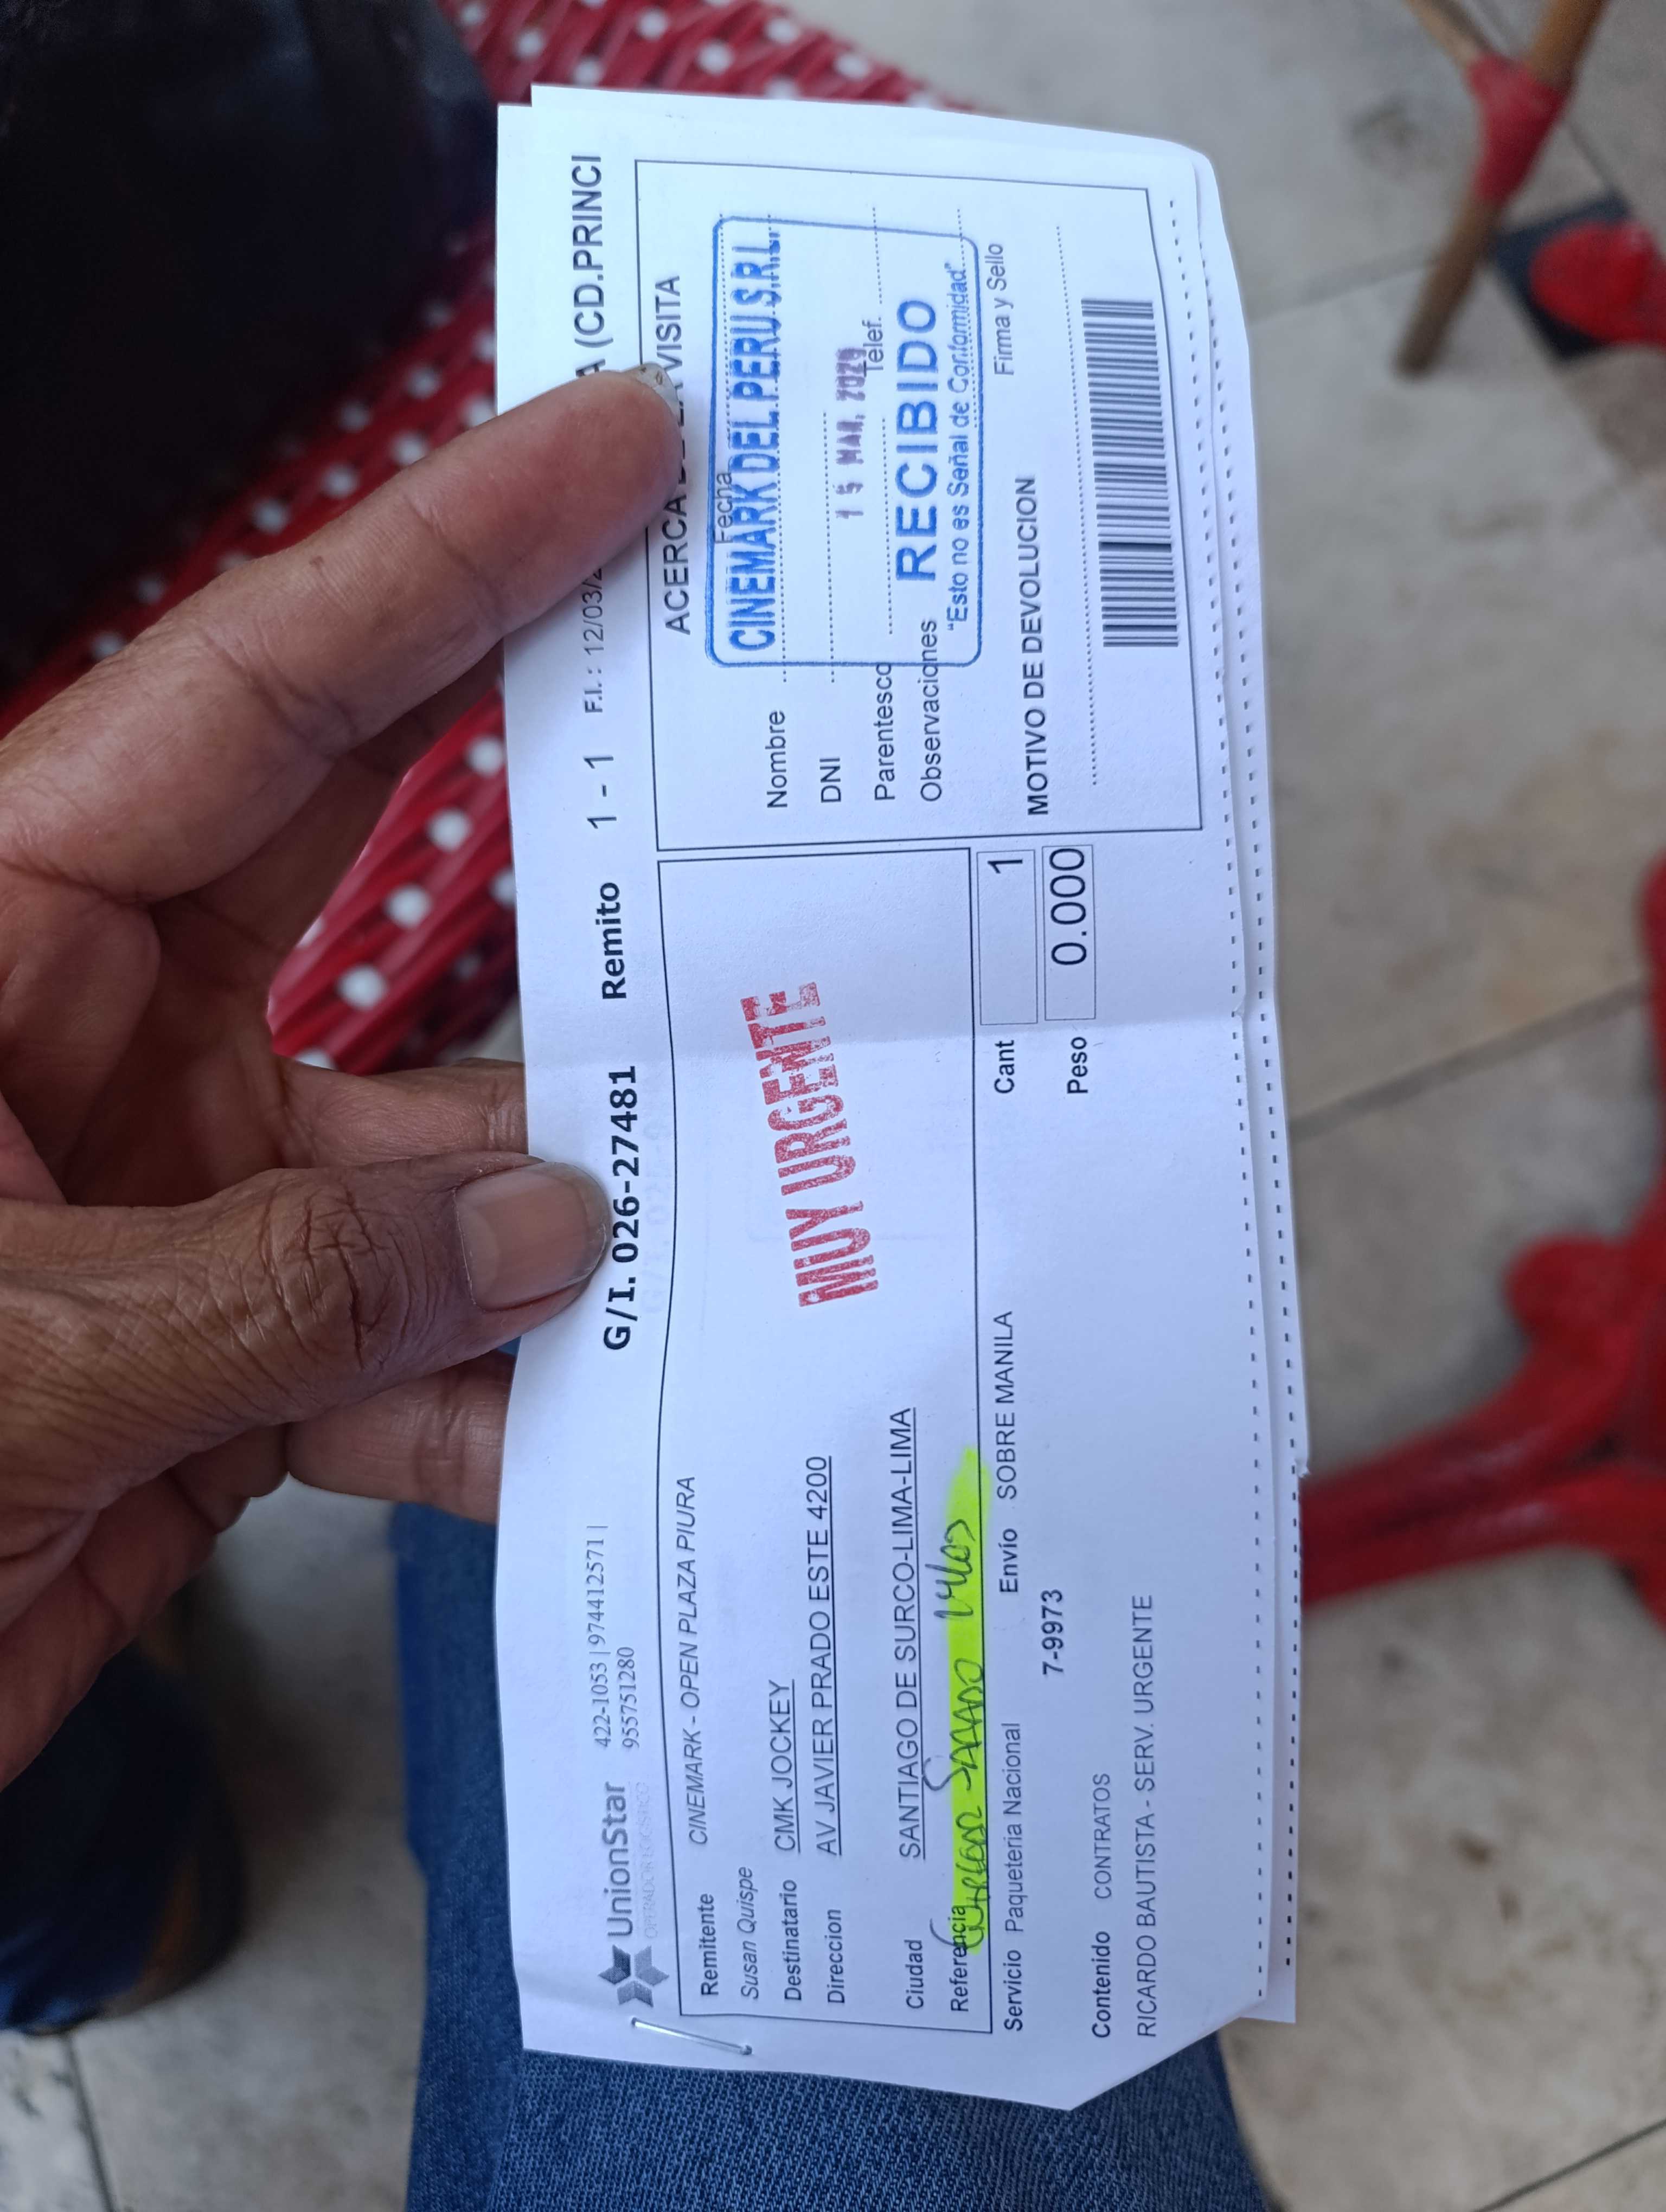 UnionStar
OPERADOR LOGISTICO
422-1053 | 974412571 |
955751280
G/I. 026-27481 Remito 1 - 1 F.I. : 12/03/
(CD.PRINCI
Remitente CINEMARK - OPEN PLAZA PIURA
Susan Quispe
Destinatario CMK JOCKEY
Direccion AV JAVIER PRADO ESTE 4200
Ciudad SANTIAGO DE SURCO-LIMA-LIMA
Referencia
MUY URGENTE
Servicio Paqueteria Nacional Envío SOBRE MANILA Cant 1
7-9973 Peso 0.000
Contenido CONTRATOS
RICARDO BAUTISTA - SERV. URGENTE
ACERCA VISITA
Fecha
CINEMARK DEL PERU S.R.L.
Nombre
DNI
15 MAR.
Parentesco Telef.
Observaciones
RECIBIDO
"Esto no es Señal de Conformidad"
Firma y Sello
MOTIVO DE DEVOLUCION